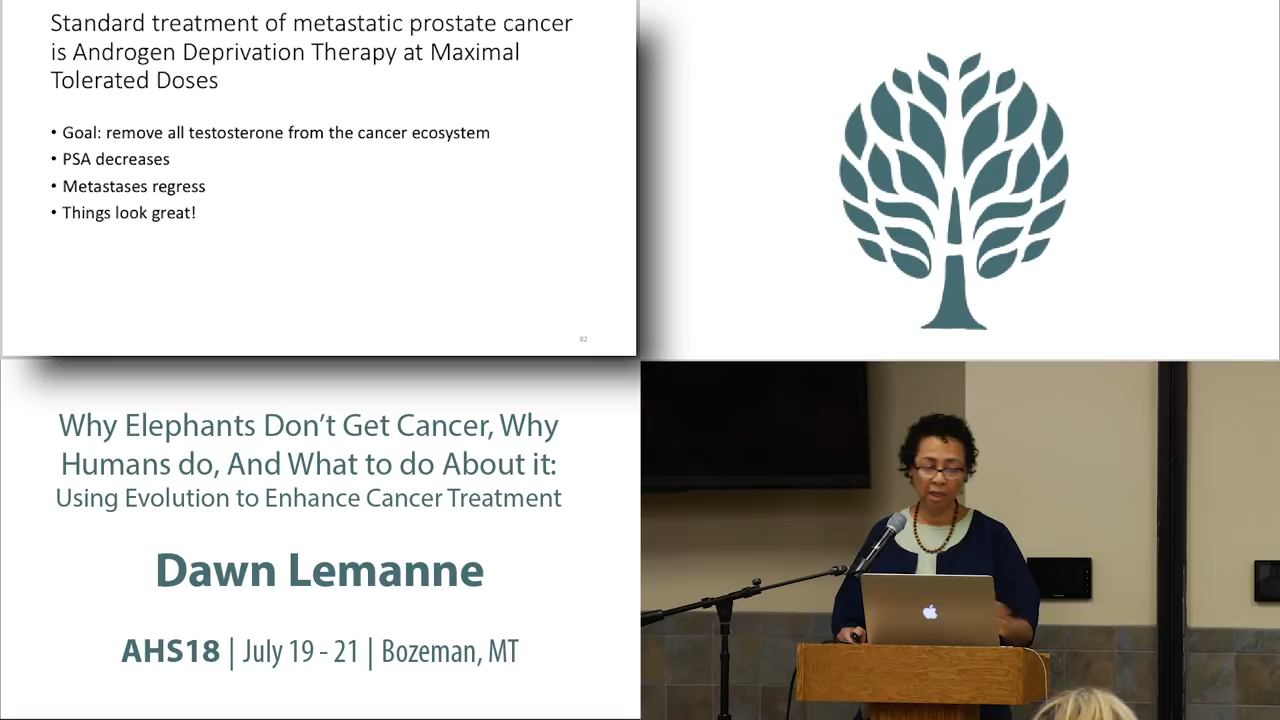 Standard treatment of metastatic prostate cancer
is Androgen Deprivation Therapy at Maximal
Tolerated Doses
• Goal: remove all testosterone from the cancer ecosystem
• PSA decreases
• Metastases regress
• Things look great!
82
Why Elephants Don’t Get Cancer, Why
Humans do, And What to do About it:
Using Evolution to Enhance Cancer Treatment
Dawn Lemanne
AHS18 | July 19 - 21 | Bozeman, MT